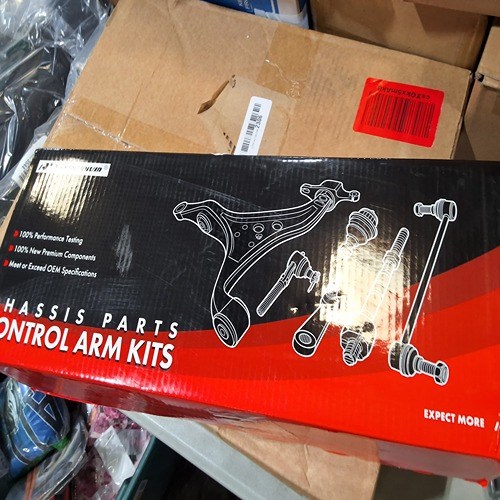 100% Performance Testing
100% New Premium Components
Meet or Exceed OEM Specifications
HASSIS PARTS
ONTROL ARM KITS
EXPECT MORE